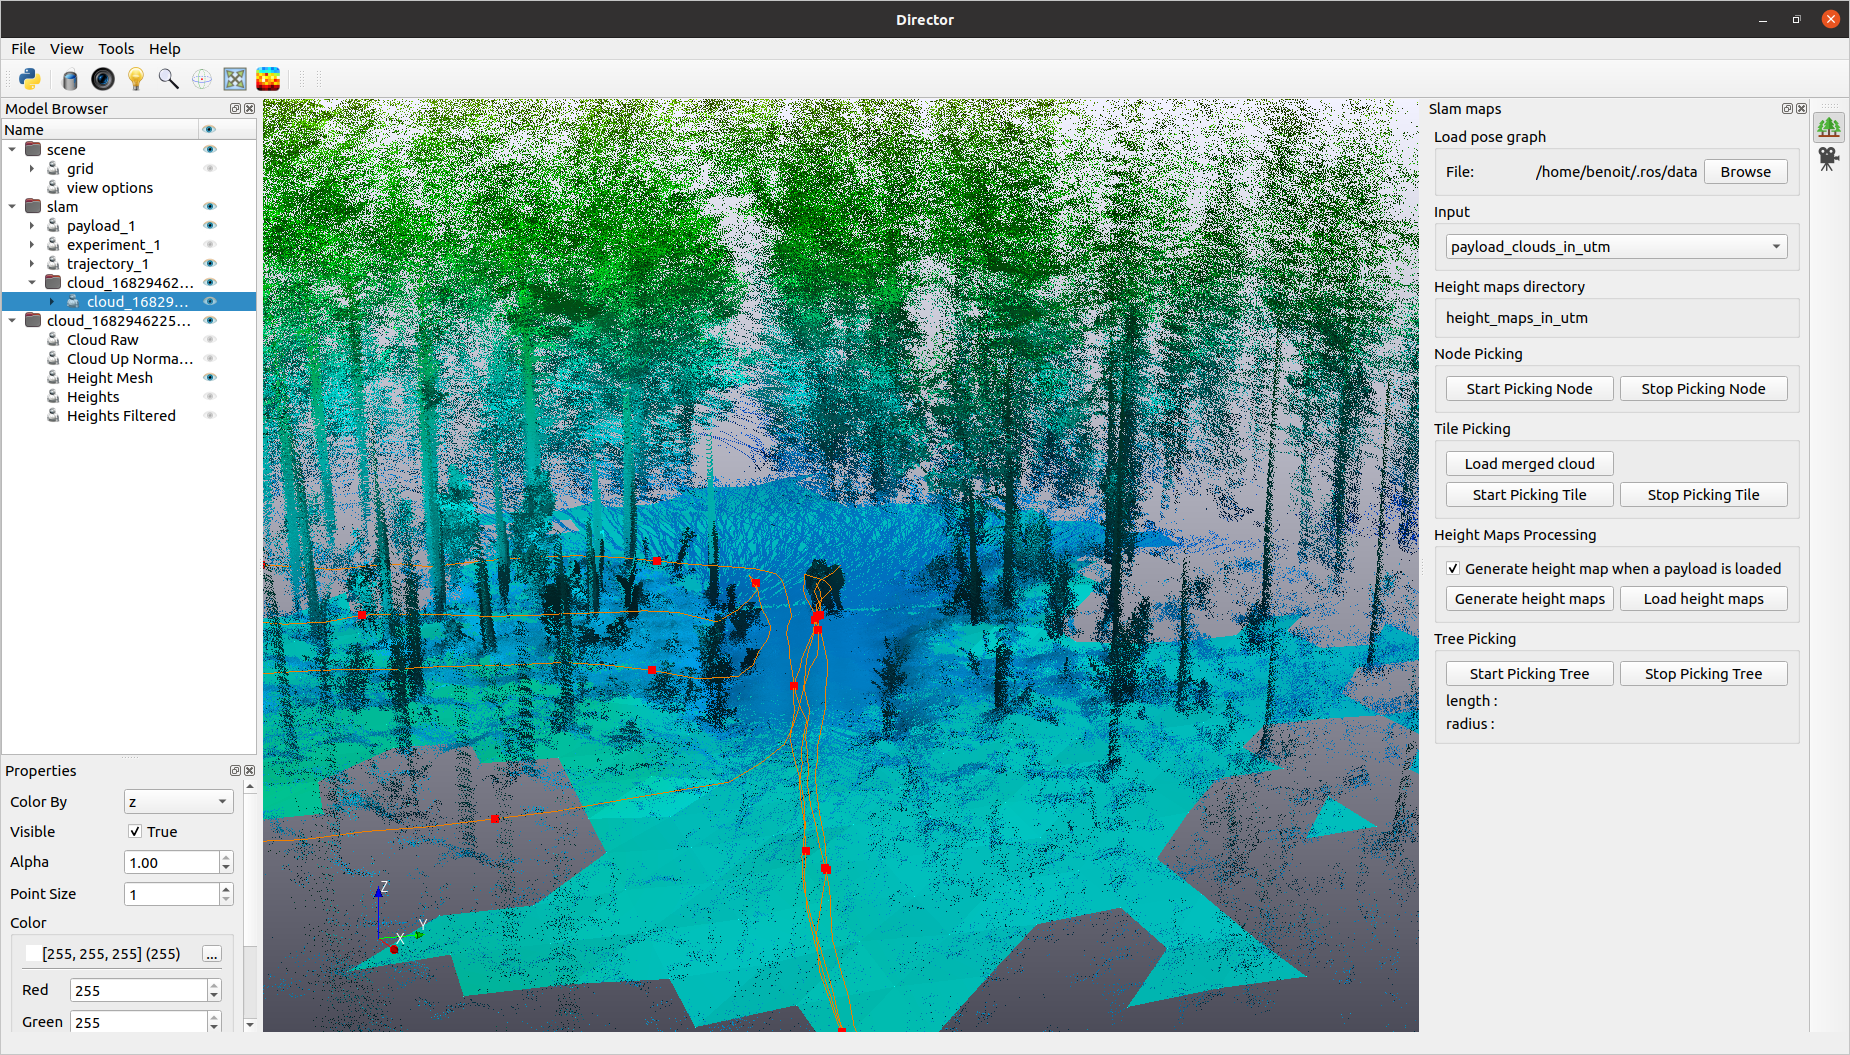 Director
File View Tools Help
Model Browser
Name
scene
grid
view options
slam
payload_1
experiment_1
trajectory_1
cloud_16829462...
cloud_16829...
cloud_1682946225...
Cloud Raw
Cloud Up Norma...
Height Mesh
Heights
Heights Filtered
Properties
Color By z
Visible True
Alpha 1.00
Point Size 1
Color
[255, 255, 255] (255) ...
Red 255
Green 255
Z
Y
X
Slam maps
Load pose graph
File: /home/benoit/.ros/data Browse
Input
payload_clouds_in_utm
Height maps directory
height_maps_in_utm
Node Picking
Start Picking Node Stop Picking Node
Tile Picking
Load merged cloud
Start Picking Tile Stop Picking Tile
Height Maps Processing
Generate height map when a payload is loaded
Generate height maps Load height maps
Tree Picking
Start Picking Tree Stop Picking Tree
length :
radius :